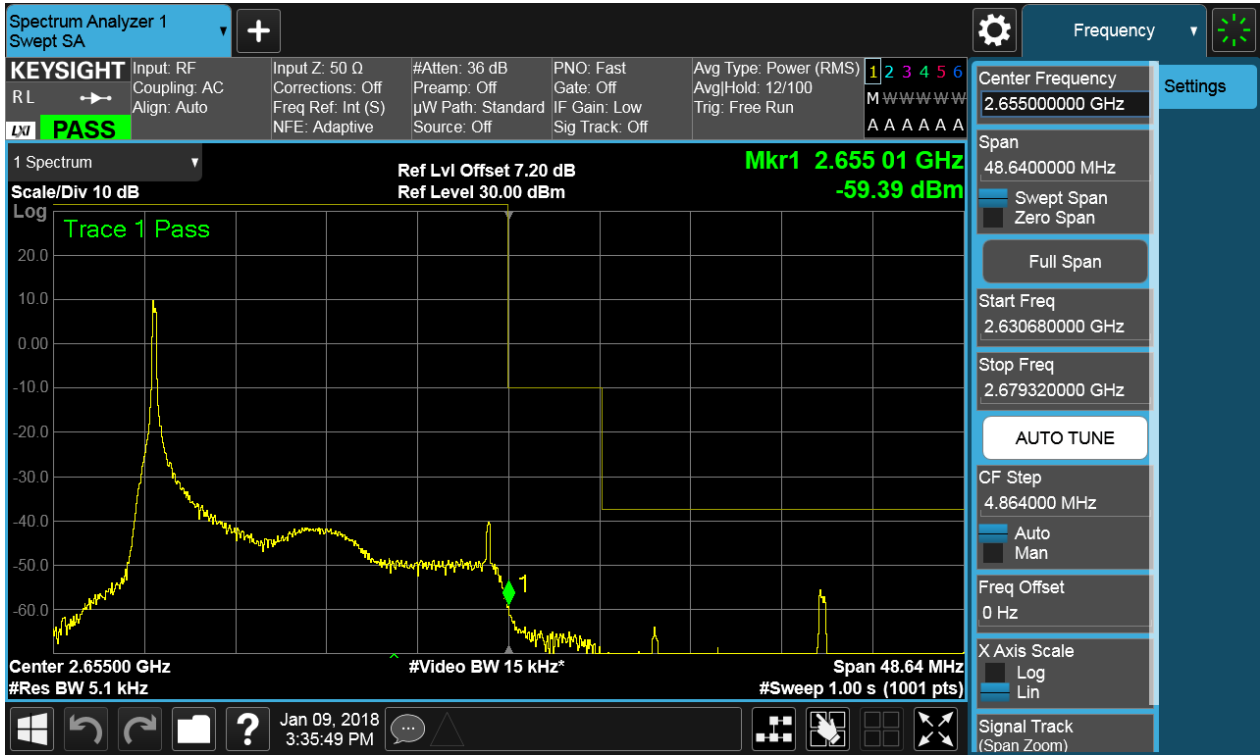 Spectrum Analyzer 1
Swept SA
+
Frequency
KEYSIGHT
RL
LXI PASS
Input: RF
Coupling: AC
Align: Auto
Input Z: 50 Ω
Corrections: Off
Freq Ref: Int (S)
NFE: Adaptive
#Atten: 36 dB
Preamp: Off
µW Path: Standard
Source: Off
PNO: Fast
Gate: Off
IF Gain: Low
Sig Track: Off
Avg Type: Power (RMS)
Avg|Hold: 12/100
Trig: Free Run
1 2 3 4 5 6
M W W W W W
A A A A A A
1 Spectrum
Scale/Div 10 dB
Ref Lvl Offset 7.20 dB
Ref Level 30.00 dBm
Mkr1 2.655 01 GHz
-59.39 dBm
Log
Trace 1 Pass
20.0
10.0
0.00
-10.0
-20.0
-30.0
-40.0
-50.0
-60.0
1
Center 2.65500 GHz
#Res BW 5.1 kHz
#Video BW 15 kHz*
Span 48.64 MHz
#Sweep 1.00 s (1001 pts)
Center Frequency
2.655000000 GHz
Settings
Span
48.6400000 MHz
Swept Span
Zero Span
Full Span
Start Freq
2.630680000 GHz
Stop Freq
2.679320000 GHz
AUTO TUNE
CF Step
4.864000 MHz
Auto
Man
Freq Offset
0 Hz
X Axis Scale
Log
Lin
Signal Track
(Span Zoom)
?
Jan 09, 2018
3:35:49 PM